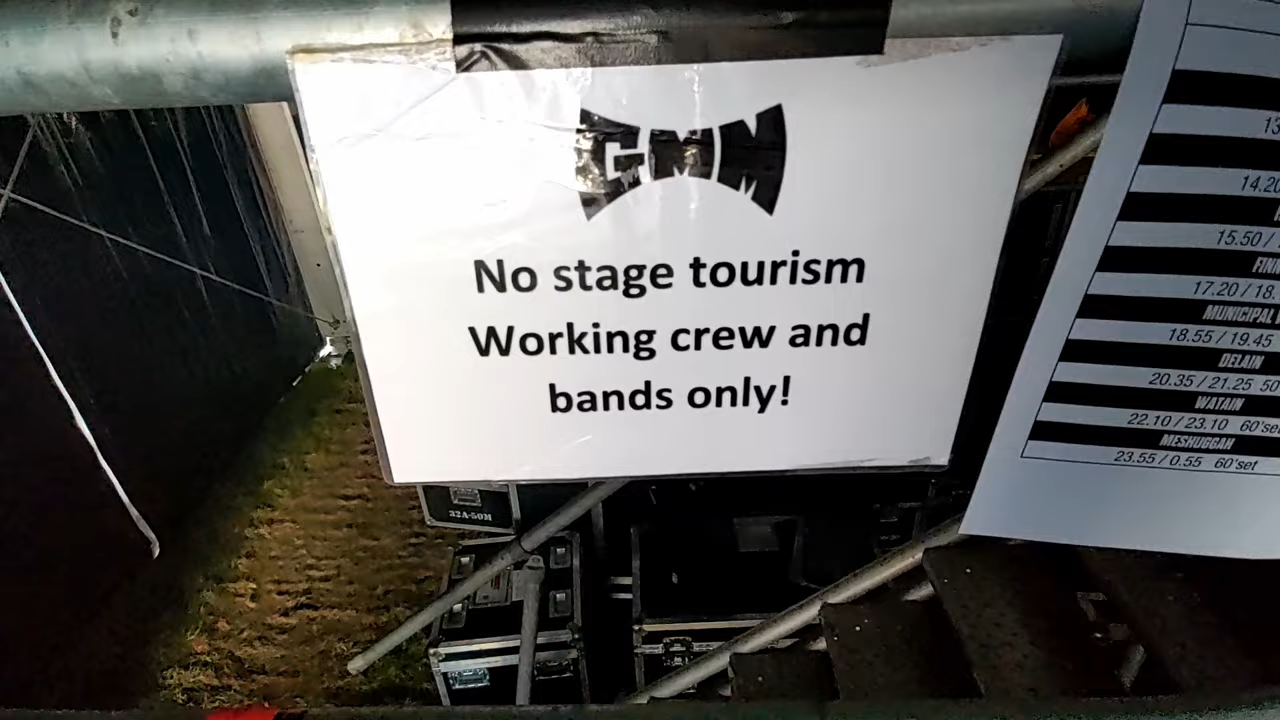 GMM
No stage tourism
Working crew and
bands only!
32A-50M
14.20
15.50 /
17.20 / 18.
MUNICIPAL
18.55 / 19.45
DELAIN
20.35 / 21.25 50
WATAIN
22.10 / 23.10 60'set
MESHUGGAH
23.55 / 0.55 60'set